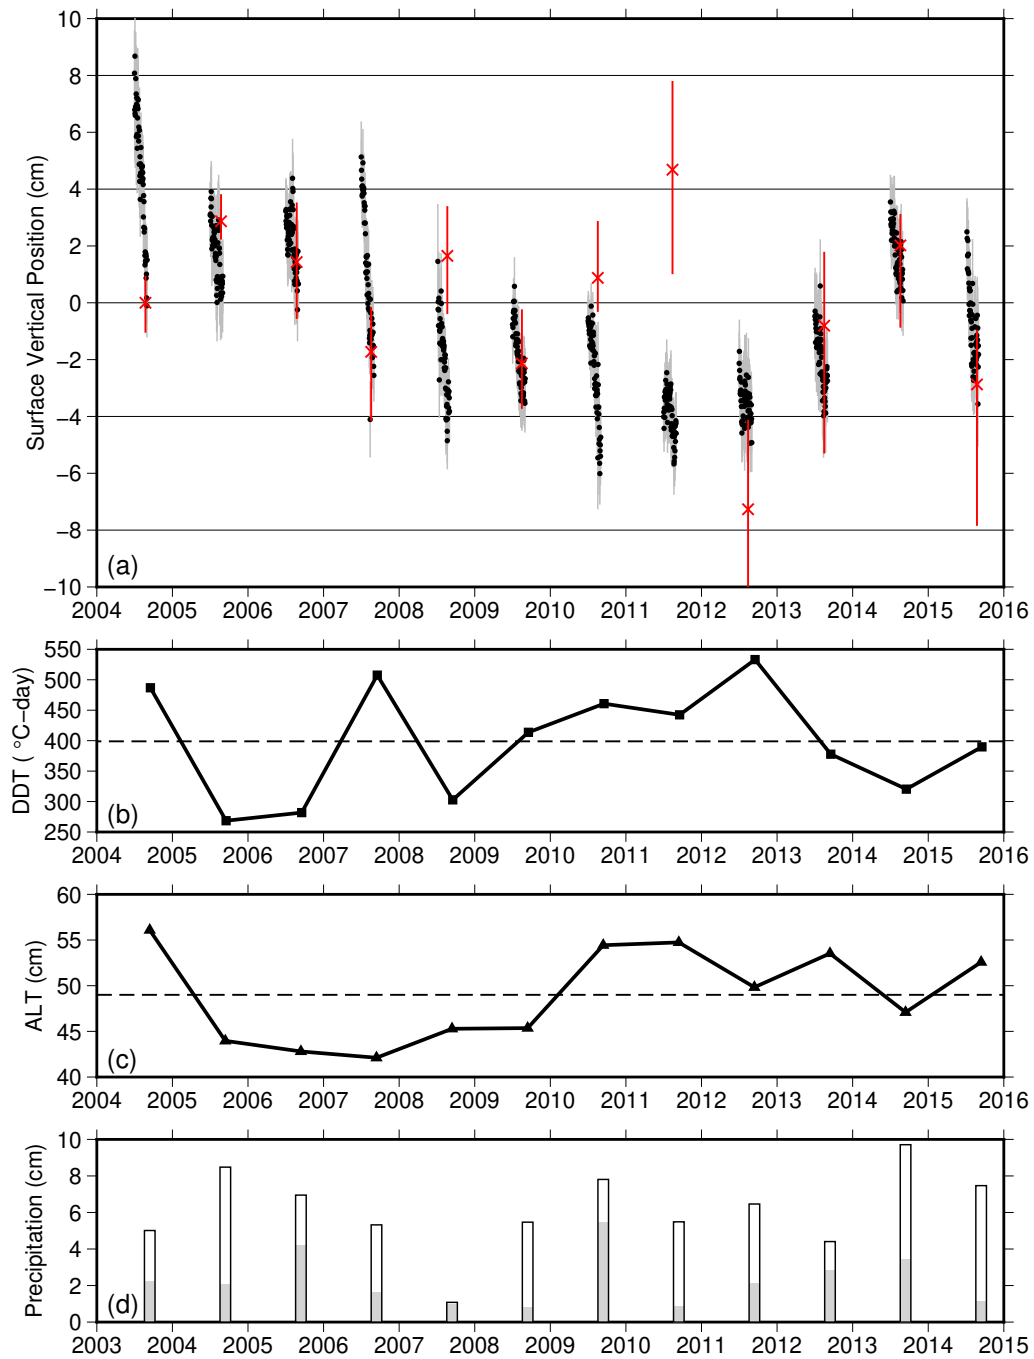 10
8
6
4
2
0
−2
−4
−6
−8
−10
Surface Vertical Position (cm)
(a)
2004 2005 2006 2007 2008 2009 2010 2011 2012 2013 2014 2015 2016
550
500
450
400
350
300
250
DDT ( °C−day)
(b)
2004 2005 2006 2007 2008 2009 2010 2011 2012 2013 2014 2015 2016
60
55
50
45
40
ALT (cm)
(c)
2004 2005 2006 2007 2008 2009 2010 2011 2012 2013 2014 2015 2016
10
8
6
4
2
0
Precipitation (cm)
(d)
2003 2004 2005 2006 2007 2008 2009 2010 2011 2012 2013 2014 2015